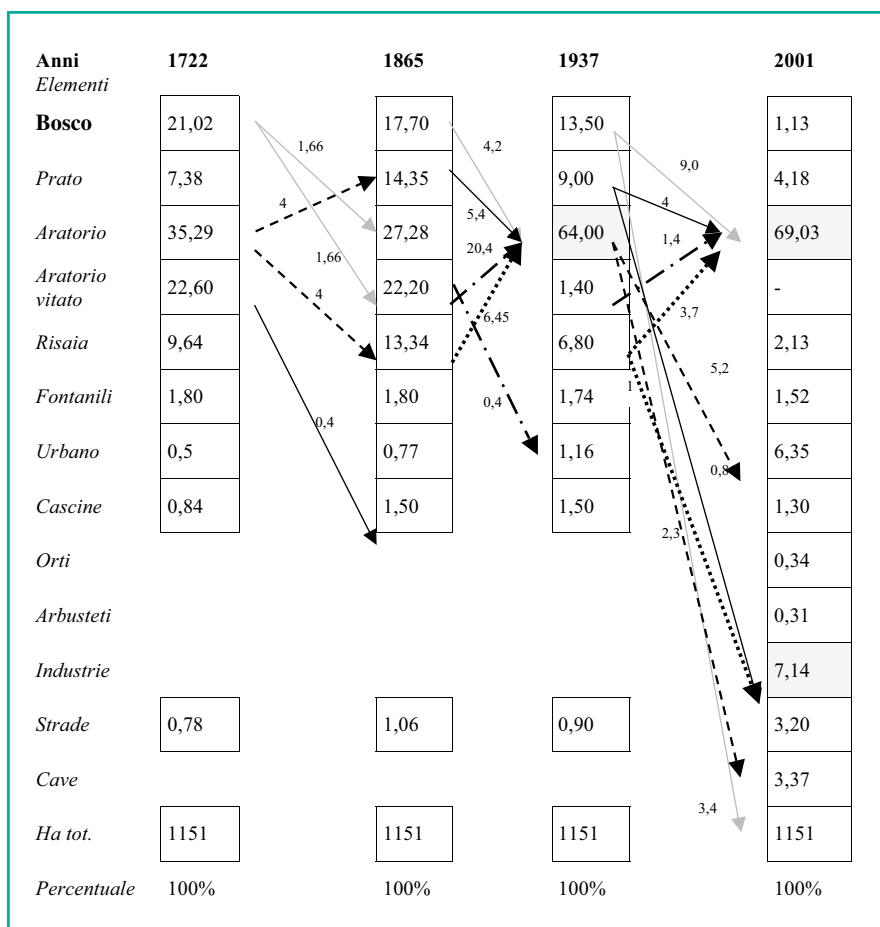 Anni 1722 1865 1937 2001
Elementi
Bosco 21,02 17,70 13,50 1,13
1,66 4,2 9,0
Prato 7,38 14,35 9,00 4,18
4 5,4 4
Aratorio 35,29 27,28 64,00 69,03
1,66 20,4 1,4
Aratorio
vitato 22,60 22,20 1,40 -
4 6,45 3,7
Risaia 9,64 13,34 6,80 2,13
5,2
Fontanili 1,80 1,80 1,74 1,52
1
0,4 0,4
Urbano 0,5 0,77 1,16 6,35
0,8
Cascine 0,84 1,50 1,50 1,30
2,3
Orti 0,34
Arbusteti 0,31
Industrie 7,14
Strade 0,78 1,06 0,90 3,20
Cave 3,37
3,4
Ha tot. 1151 1151 1151 1151
Percentuale 100% 100% 100% 100%